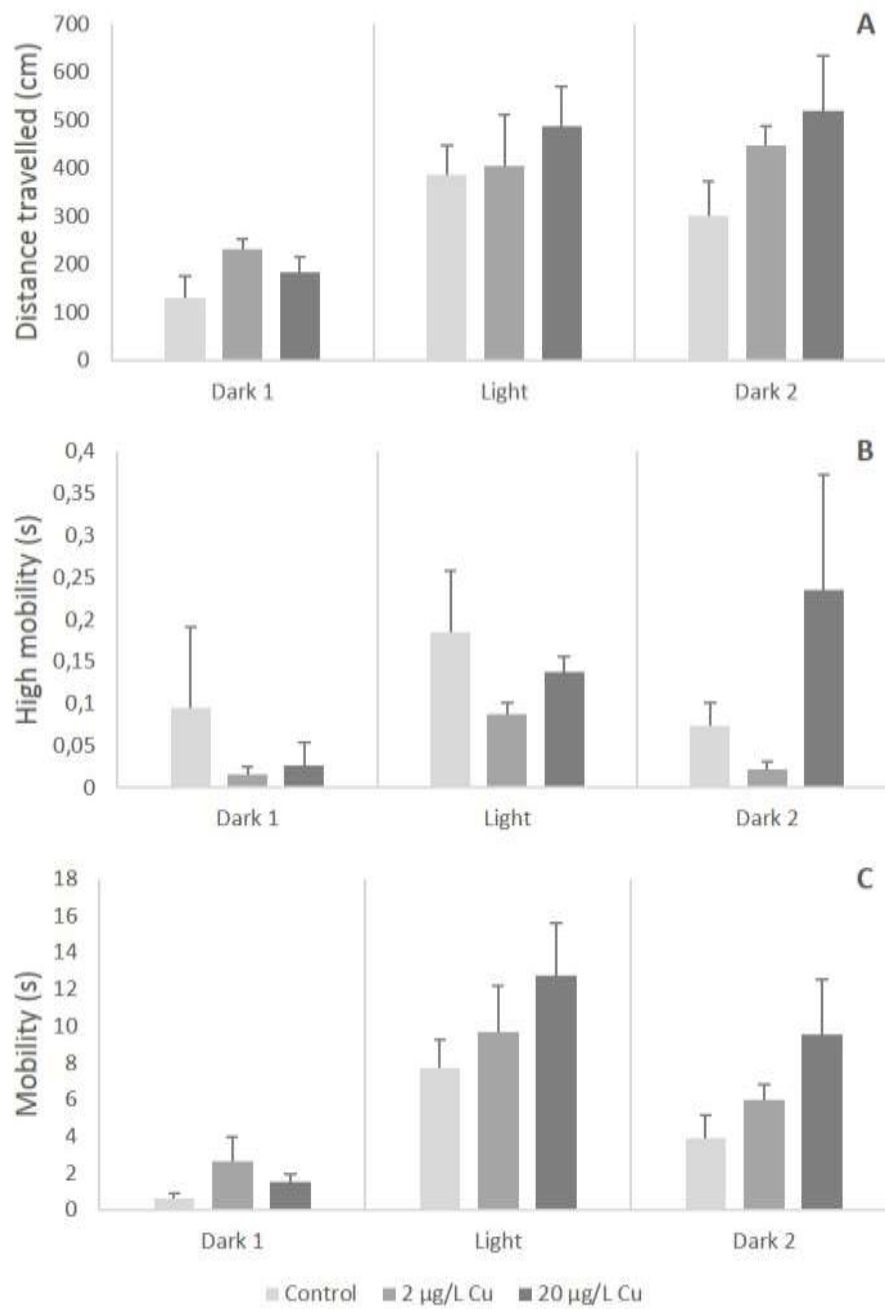 A
Distance travelled (cm)
700
600
500
400
300
200
100
0
Dark 1 Light Dark 2
B
High mobility (s)
0,4
0,35
0,3
0,25
0,2
0,15
0,1
0,05
0
Dark 1 Light Dark 2
C
Mobility (s)
18
16
14
12
10
8
6
4
2
0
Dark 1 Light Dark 2
Control 2 µg/L Cu 20 µg/L Cu